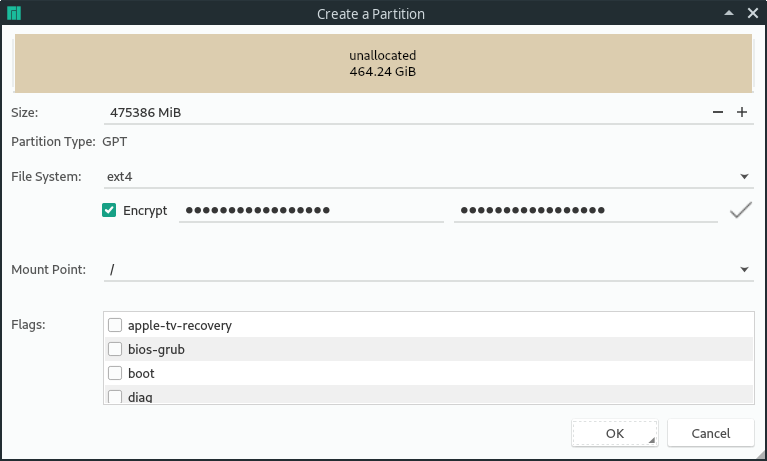 Create a Partition
unallocated
464.24 GiB
Size: 475386 MiB
Partition Type: GPT
File System: ext4
Encrypt ●●●●●●●●●●●●●●●●● ●●●●●●●●●●●●●●●●●
Mount Point: /
Flags:
apple-tv-recovery
bios-grub
boot
diag
OK Cancel